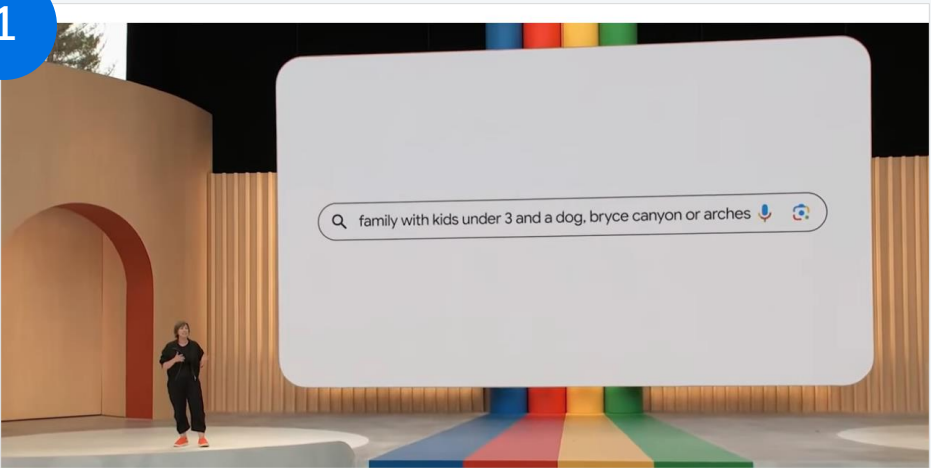 1
family with kids under 3 and a dog, bryce canyon or arches